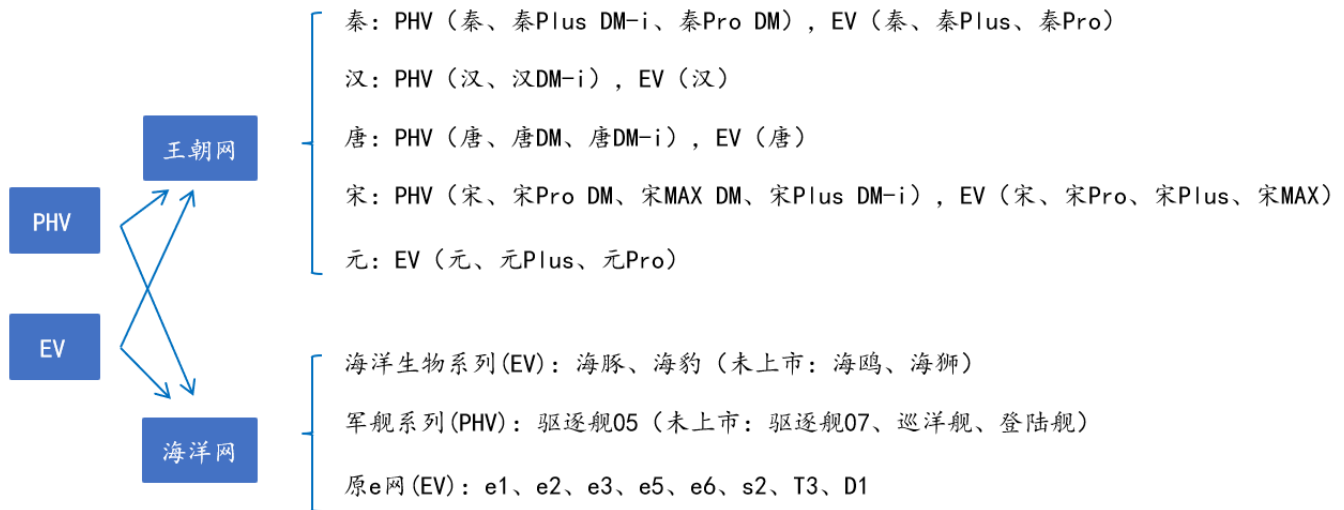 秦: PHV（秦、秦Plus DM-i、秦Pro DM）, EV（秦、秦Plus、秦Pro）
汉: PHV（汉、汉DM-i）, EV（汉）
王朝网
唐: PHV（唐、唐DM、唐DM-i）, EV（唐）
宋: PHV（宋、宋Pro DM、宋MAX DM、宋Plus DM-i）, EV（宋、宋Pro、宋Plus、宋MAX）
PHV
元: EV（元、元Plus、元Pro）
EV
海洋生物系列(EV): 海豚、海豹（未上市: 海鸥、海狮）
军舰系列(PHV): 驱逐舰05（未上市: 驱逐舰07、巡洋舰、登陆舰）
海洋网
原e网(EV): e1、e2、e3、e5、e6、s2、T3、D1